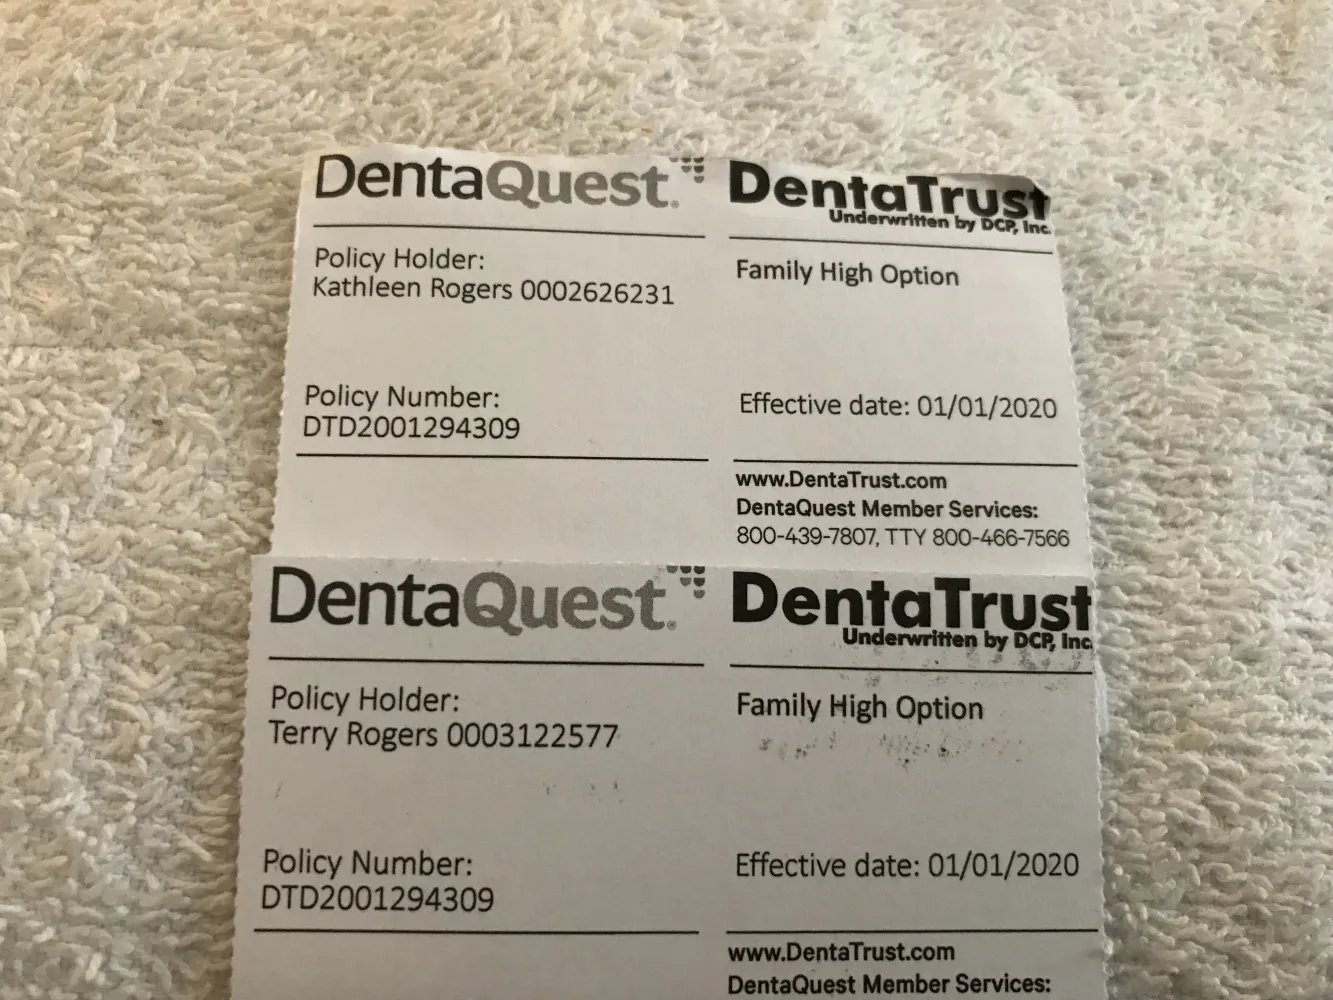 DentaQuest® DentaTrust
Underwritten by DCP, Inc.
Policy Holder:
Kathleen Rogers 0002626231
Family High Option
Policy Number:
DTD2001294309
Effective date: 01/01/2020
www.DentaTrust.com
DentaQuest Member Services:
800-439-7807, TTY 800-466-7566
DentaQuest® DentaTrust
Underwritten by DCP, Inc.
Policy Holder:
Terry Rogers 0003122577
Family High Option
Policy Number:
DTD2001294309
Effective date: 01/01/2020
www.DentaTrust.com
DentaQuest Member Services: